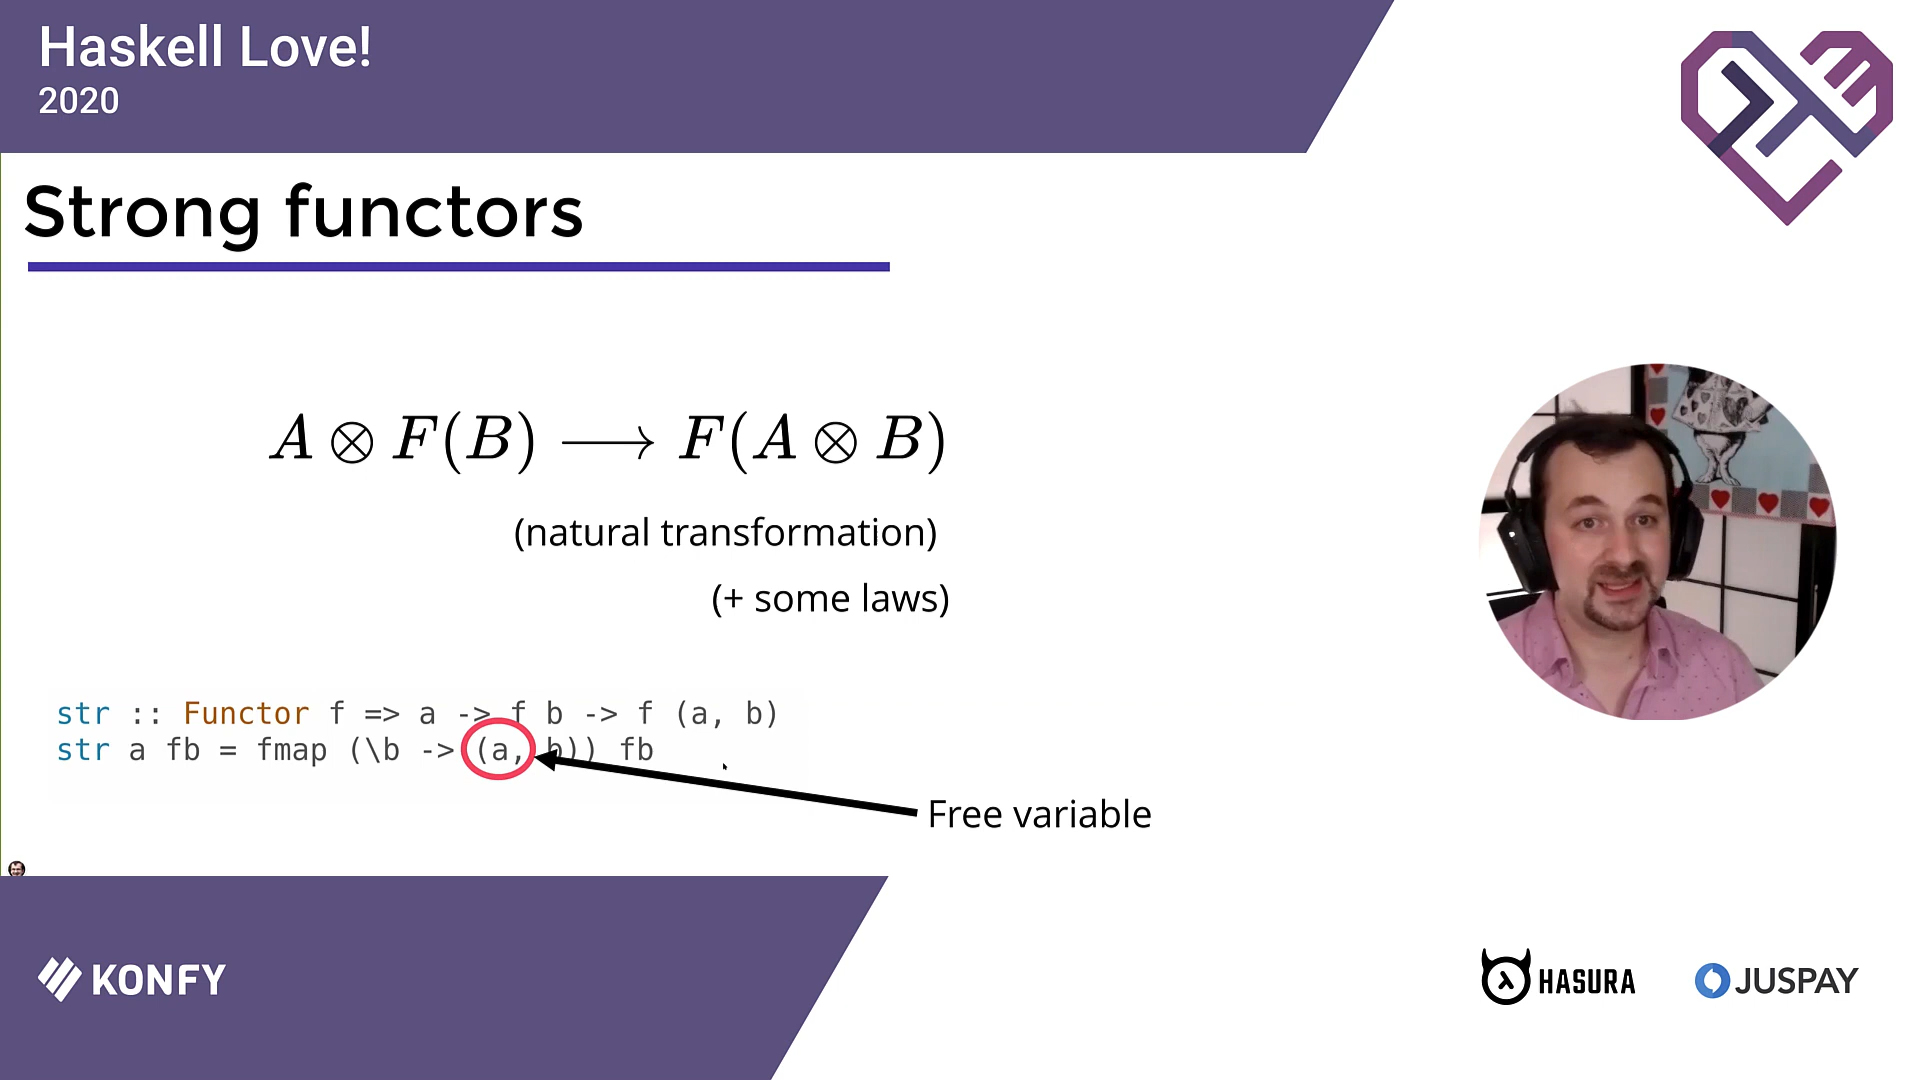 Haskell Love!
2020
Strong functors
A ⊗ F(B) ⟶ F(A ⊗ B)
(natural transformation)
(+ some laws)
str :: Functor f => a -> f b -> f (a, b)
str a fb = fmap (\b -> (a, b)) fb
Free variable
KONFY
HASURA
JUSPAY